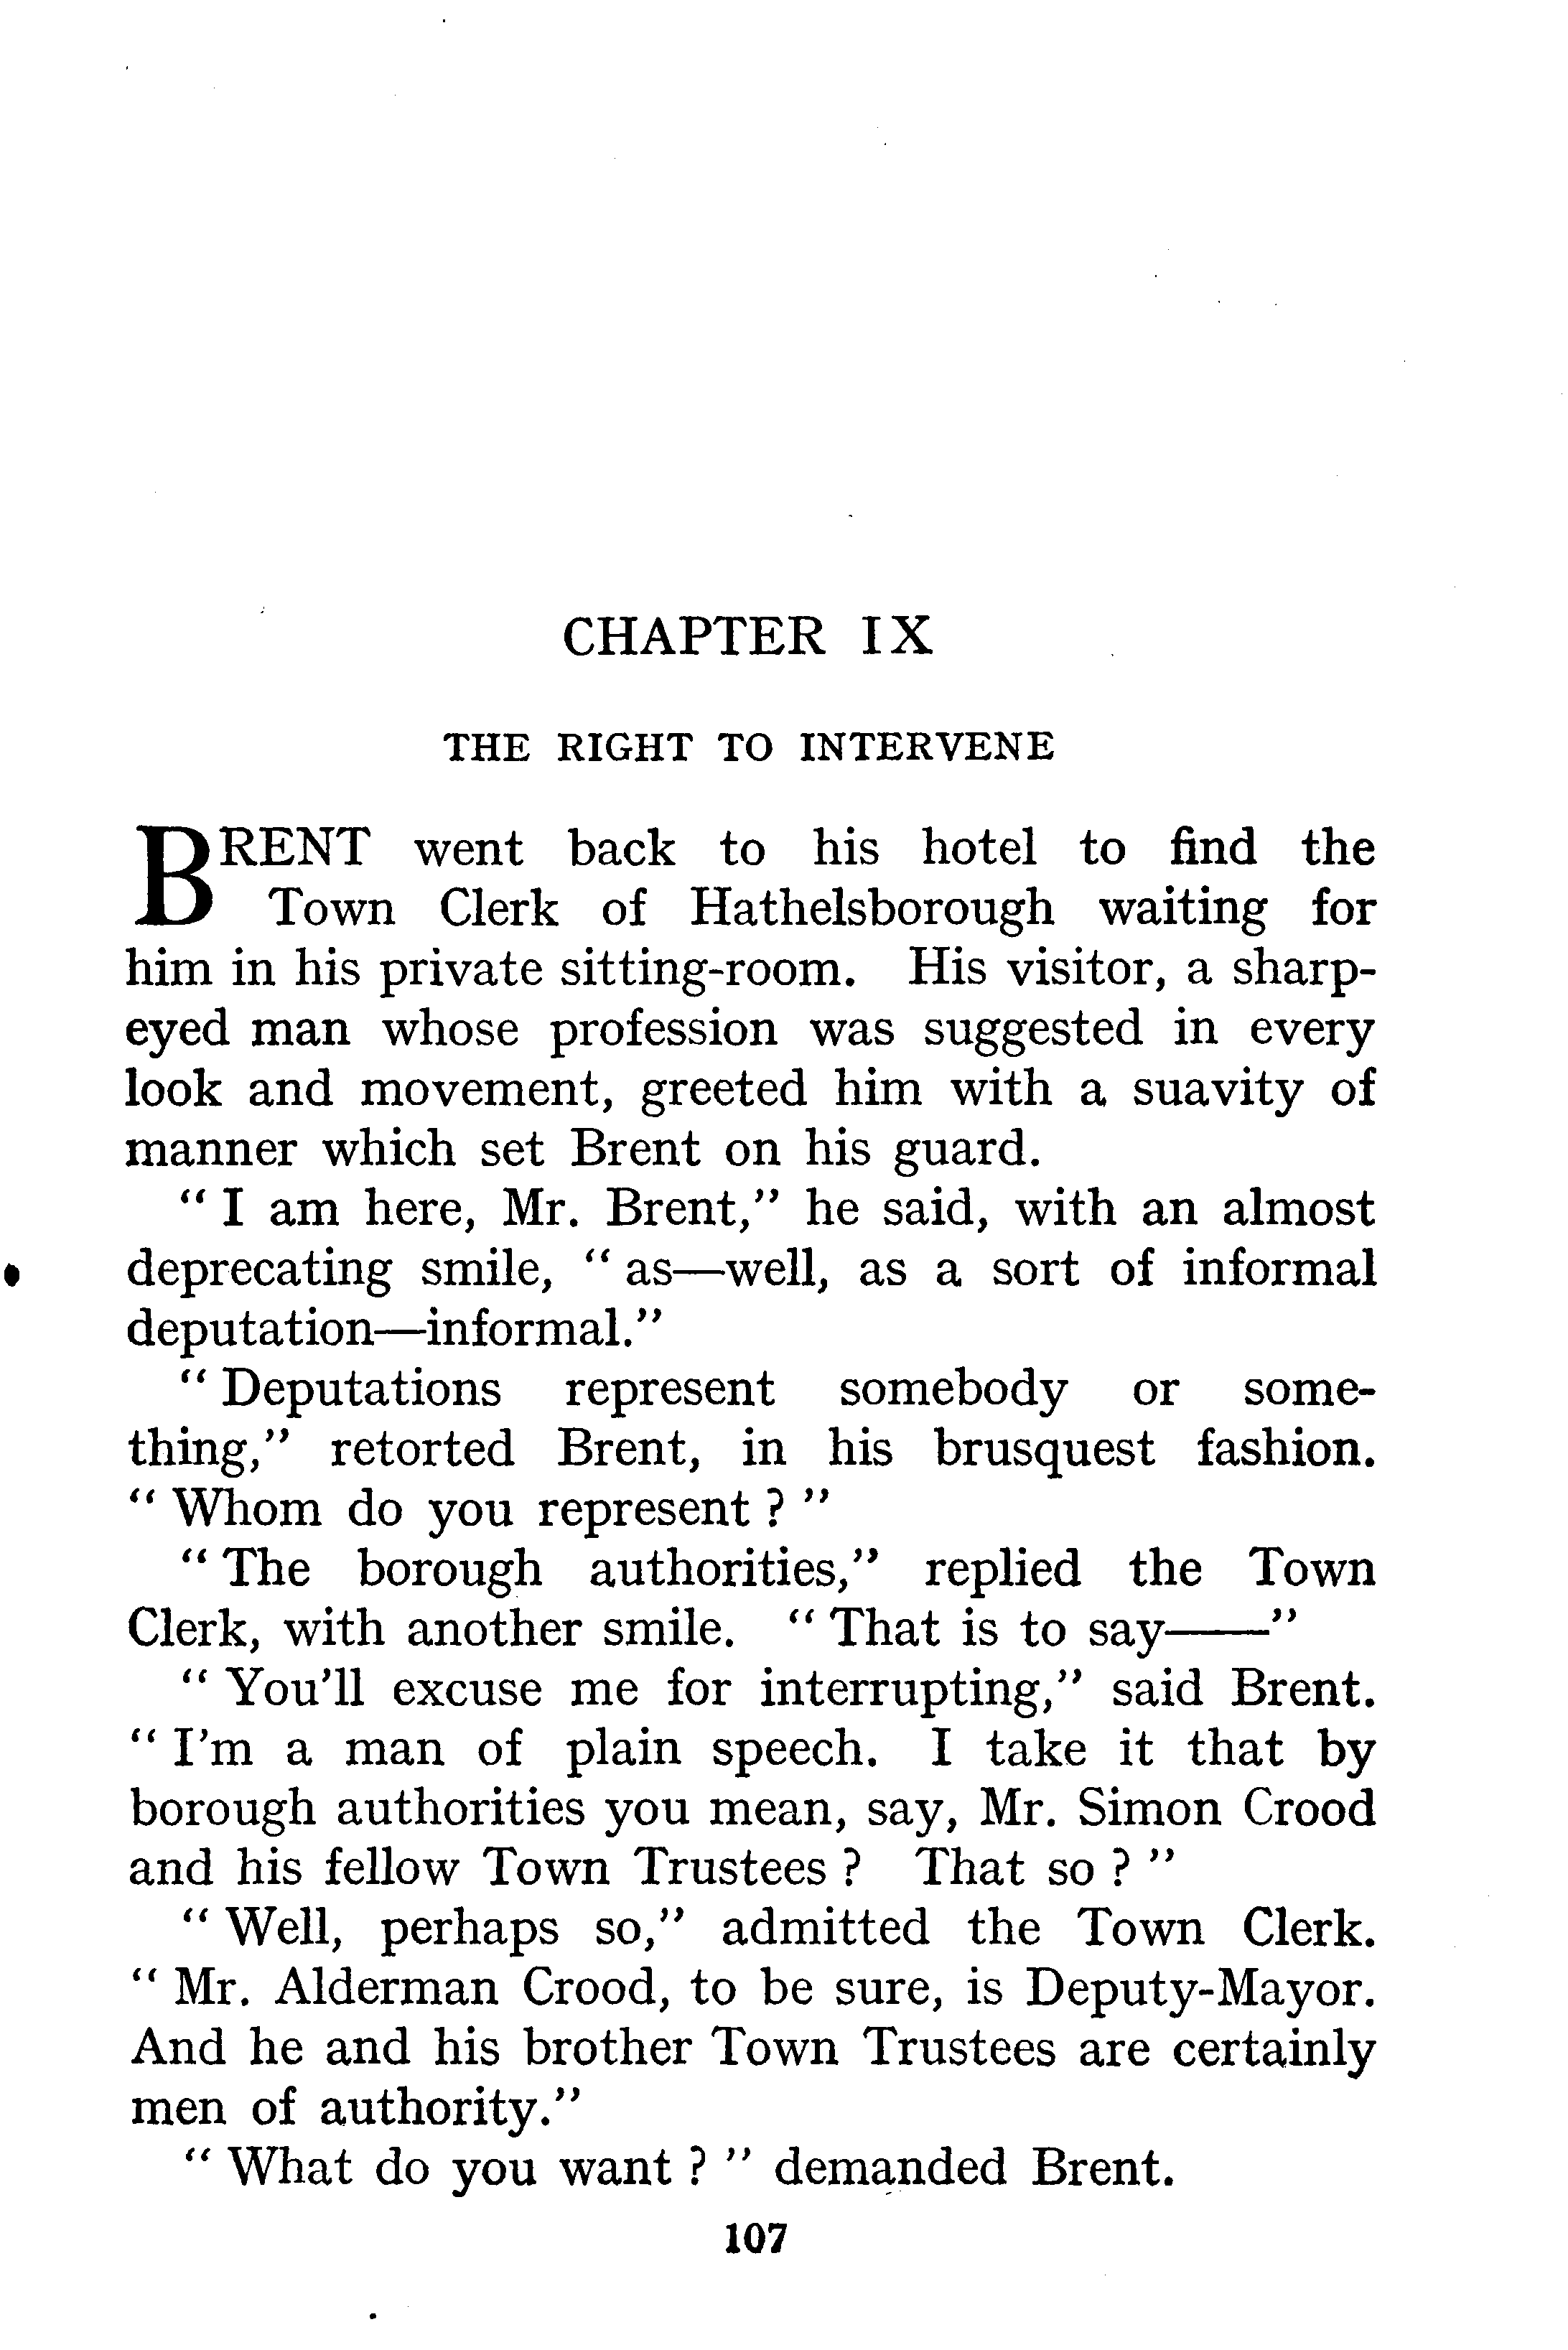 CHAPTER IX
THE RIGHT TO INTERVENE
BRENT went back to his hotel to find the
Town Clerk of Hathelsborough waiting for
him in his private sitting-room. His visitor, a sharp-
eyed man whose profession was suggested in every
look and movement, greeted him with a suavity of
manner which set Brent on his guard.
“ I am here, Mr. Brent,” he said, with an almost
deprecating smile, “ as—well, as a sort of informal
deputation—informal.”
“ Deputations represent somebody or some-
thing,” retorted Brent, in his brusquest fashion.
“ Whom do you represent ? ”
“ The borough authorities,” replied the Town
Clerk, with another smile. “ That is to say——”
“ You’ll excuse me for interrupting,” said Brent.
“ I’m a man of plain speech. I take it that by
borough authorities you mean, say, Mr. Simon Crood
and his fellow Town Trustees ? That so ? ”
“ Well, perhaps so,” admitted the Town Clerk.
“ Mr. Alderman Crood, to be sure, is Deputy-Mayor.
And he and his brother Town Trustees are certainly
men of authority.”
“ What do you want ? ” demanded Brent.
107